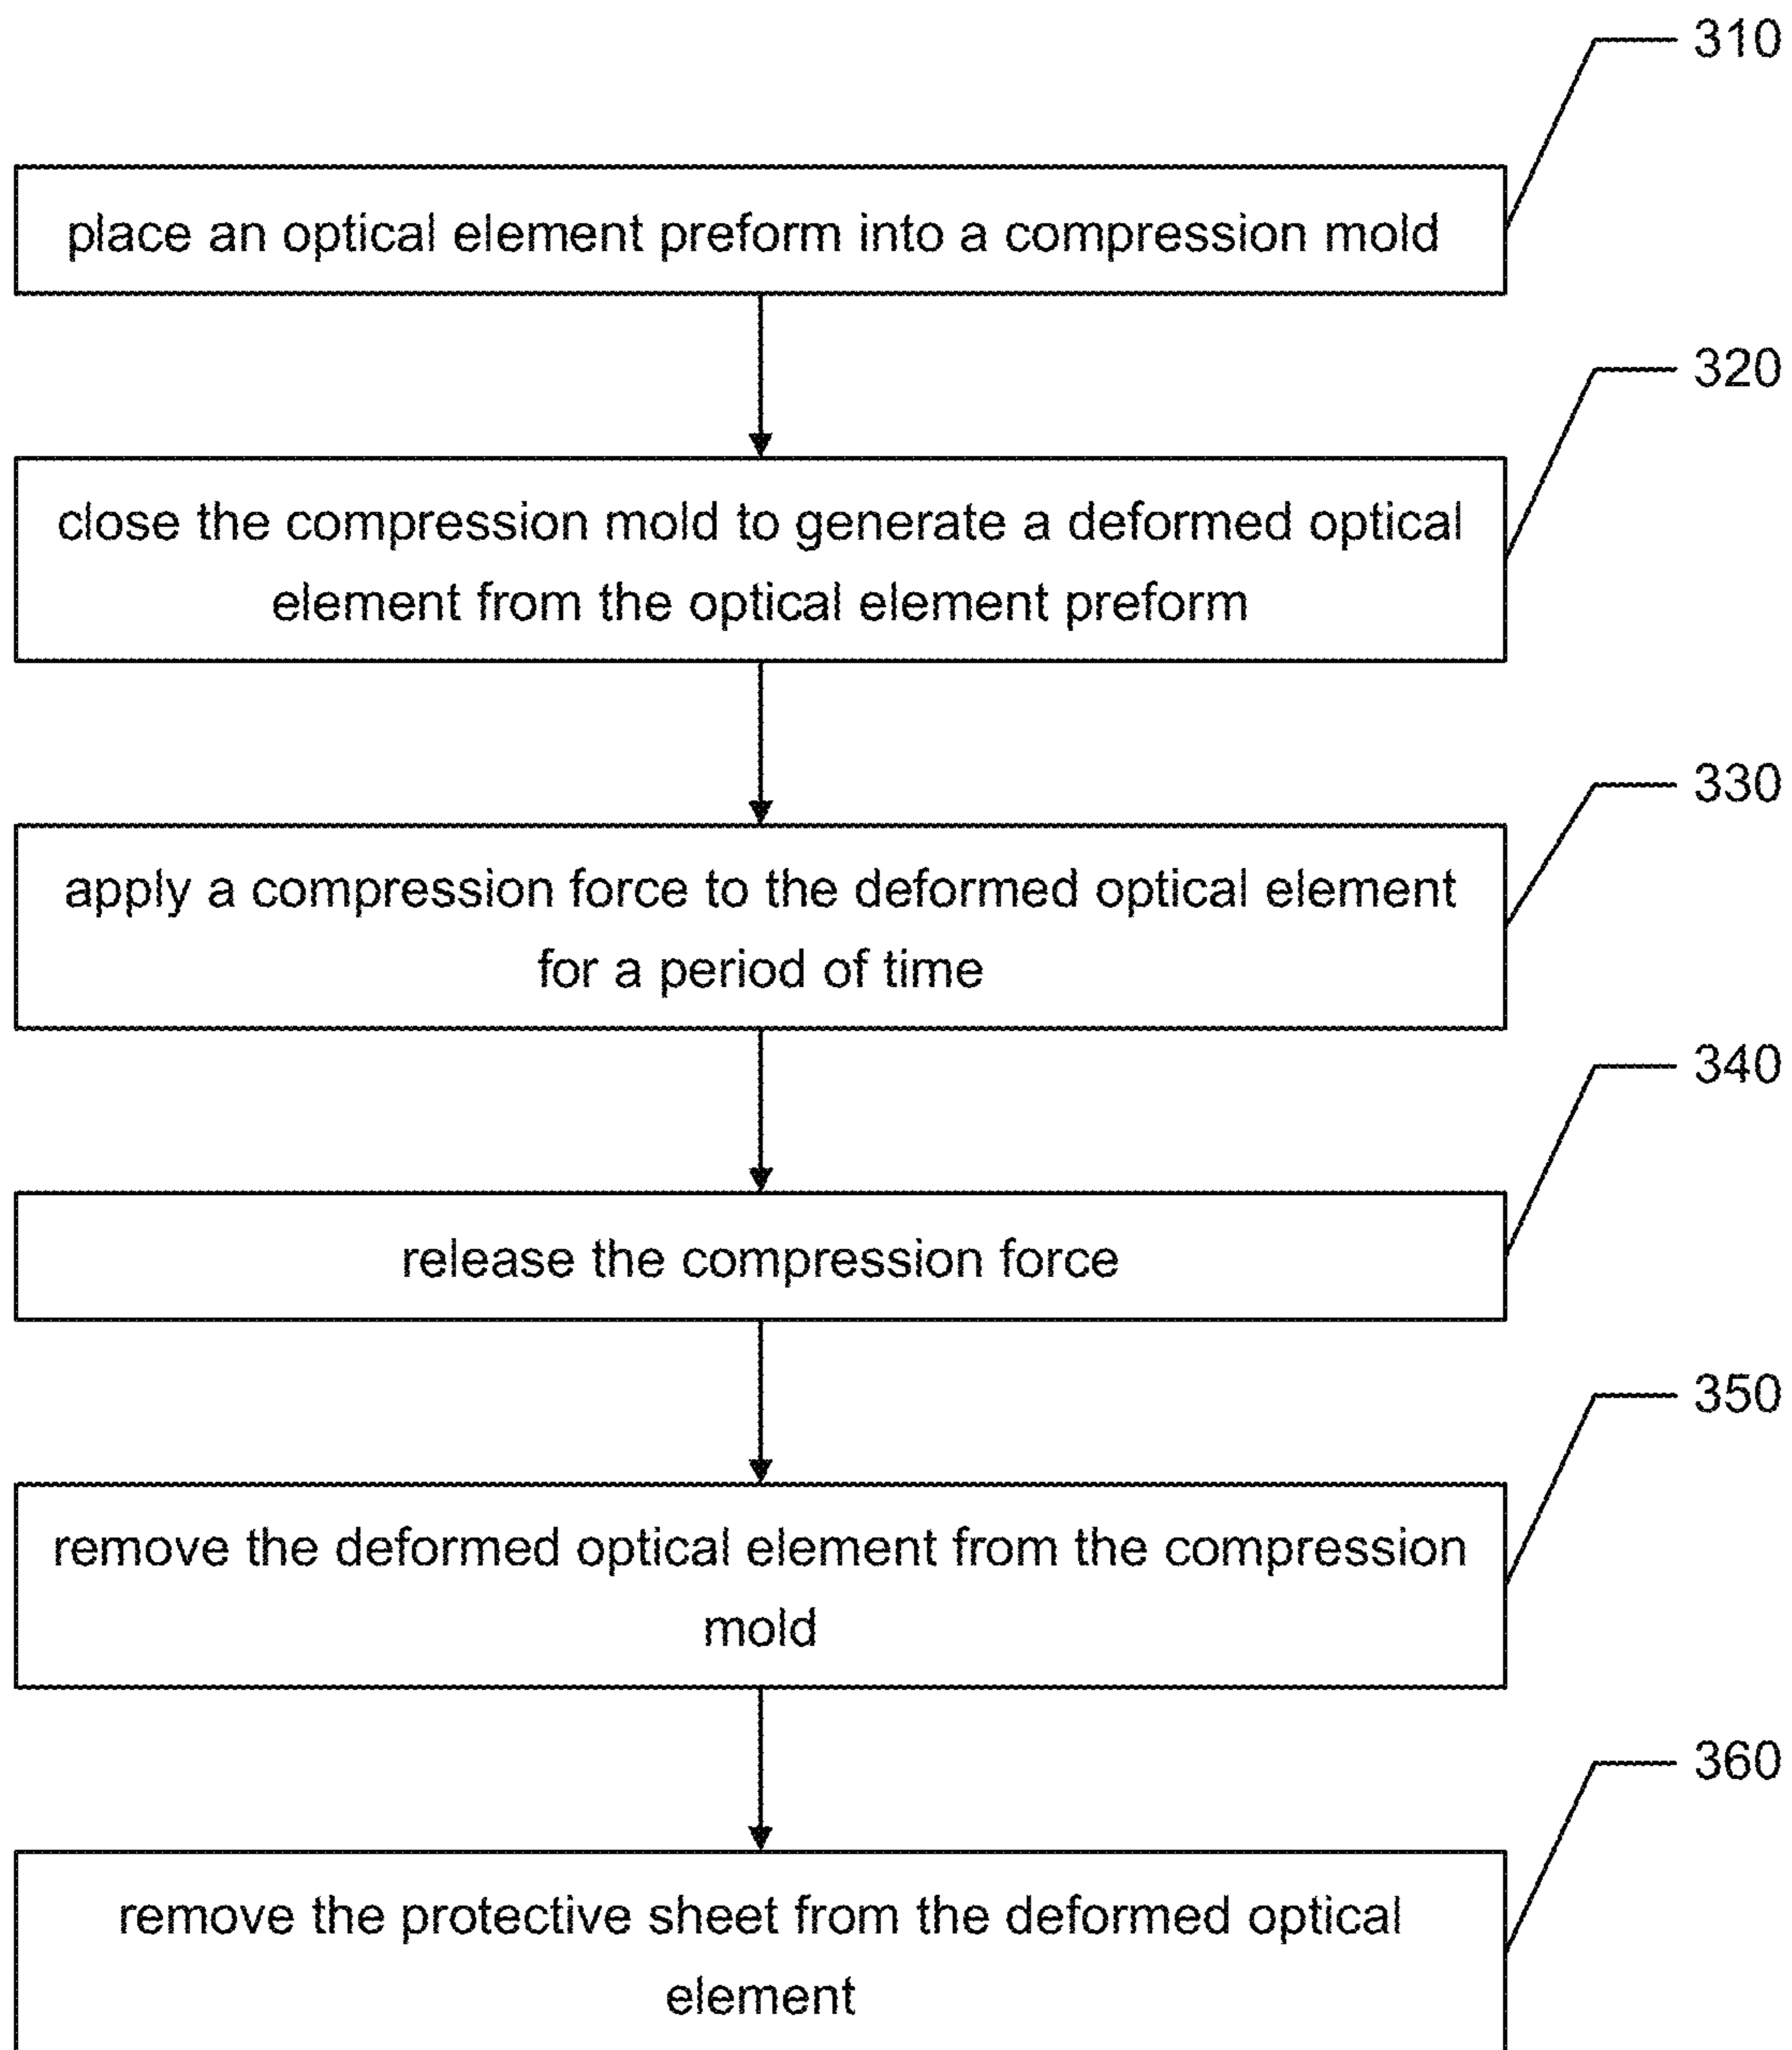 310
place an optical element preform into a compression mold
320
close the compression mold to generate a deformed optical
element from the optical element preform
330
apply a compression force to the deformed optical element
for a period of time
340
release the compression force
350
remove the deformed optical element from the compression
mold
360
remove the protective sheet from the deformed optical
element